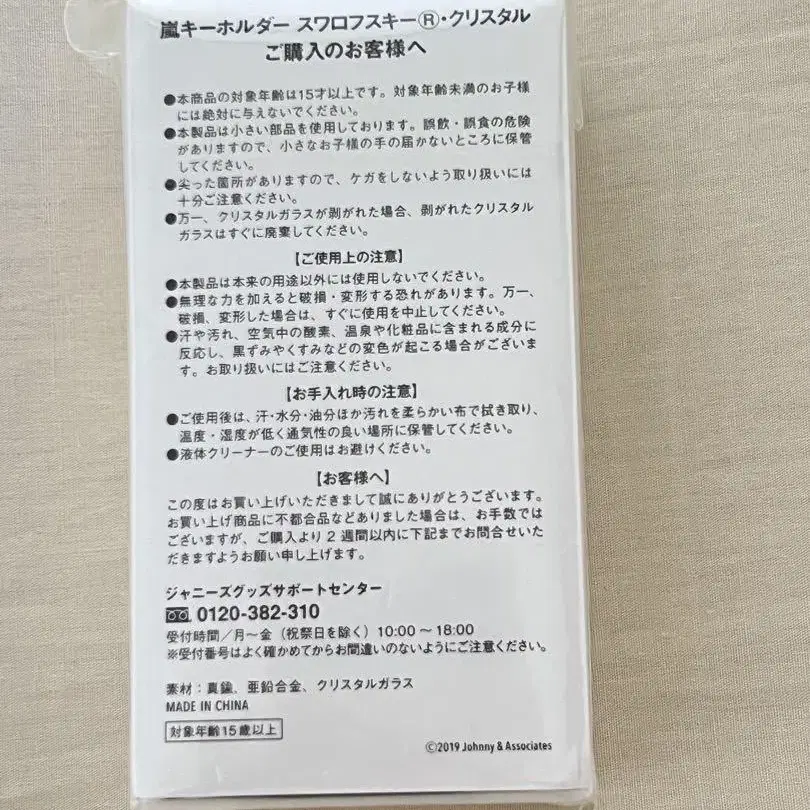 嵐キーホルダー スワロフスキー®・クリスタル
ご購入のお客様へ
●本商品の対象年齢は15才以上です。対象年齢未満のお子様
には絶対に与えないでください。
●本製品は小さい部品を使用しております。誤飲・誤食の危険
がありますので、小さなお子様の手の届かないところに保管
してください。
●尖った箇所がありますので、ケガをしないよう取り扱いには
十分ご注意ください。
●万一、クリスタルガラスが剥がれた場合、剥がれたクリスタル
ガラスはすぐに廃棄してください。
【ご使用上の注意】
●本製品は本来の用途以外には使用しないでください。
●無理な力を加えると破損・変形する恐れがあります。万一、
破損、変形した場合は、すぐに使用を中止してください。
●汗や汚れ、空気中の酸素、温泉や化粧品に含まれる成分に
反応し、黒ずみやくすみなどの変色が起こる場合がございま
す。お取り扱いにはご注意ください。
【お手入れ時の注意】
●ご使用後は、汗・水分・油分ほか汚れを柔らかい布で拭き取り、
温度・湿度が低く通気性の良い場所に保管してください。
●液体クリーナーのご使用はお避けください。
【お客様へ】
この度はお買い上げいただきまして誠にありがとうございます。
お買い上げ商品に不都合品などありました場合は、お手数では
ございますが、ご購入より2週間以内に下記までお問合せいた
だきますようお願い申し上げます。
ジャニーズグッズサポートセンター
0120-382-310
受付時間／月〜金（祝祭日を除く）10:00〜18:00
※受付番号はよく確かめてからお間違いのないようにご注意ください。
素材：真鍮、亜鉛合金、クリスタルガラス
MADE IN CHINA
対象年齢15歳以上
©2019 Johnny & Associates